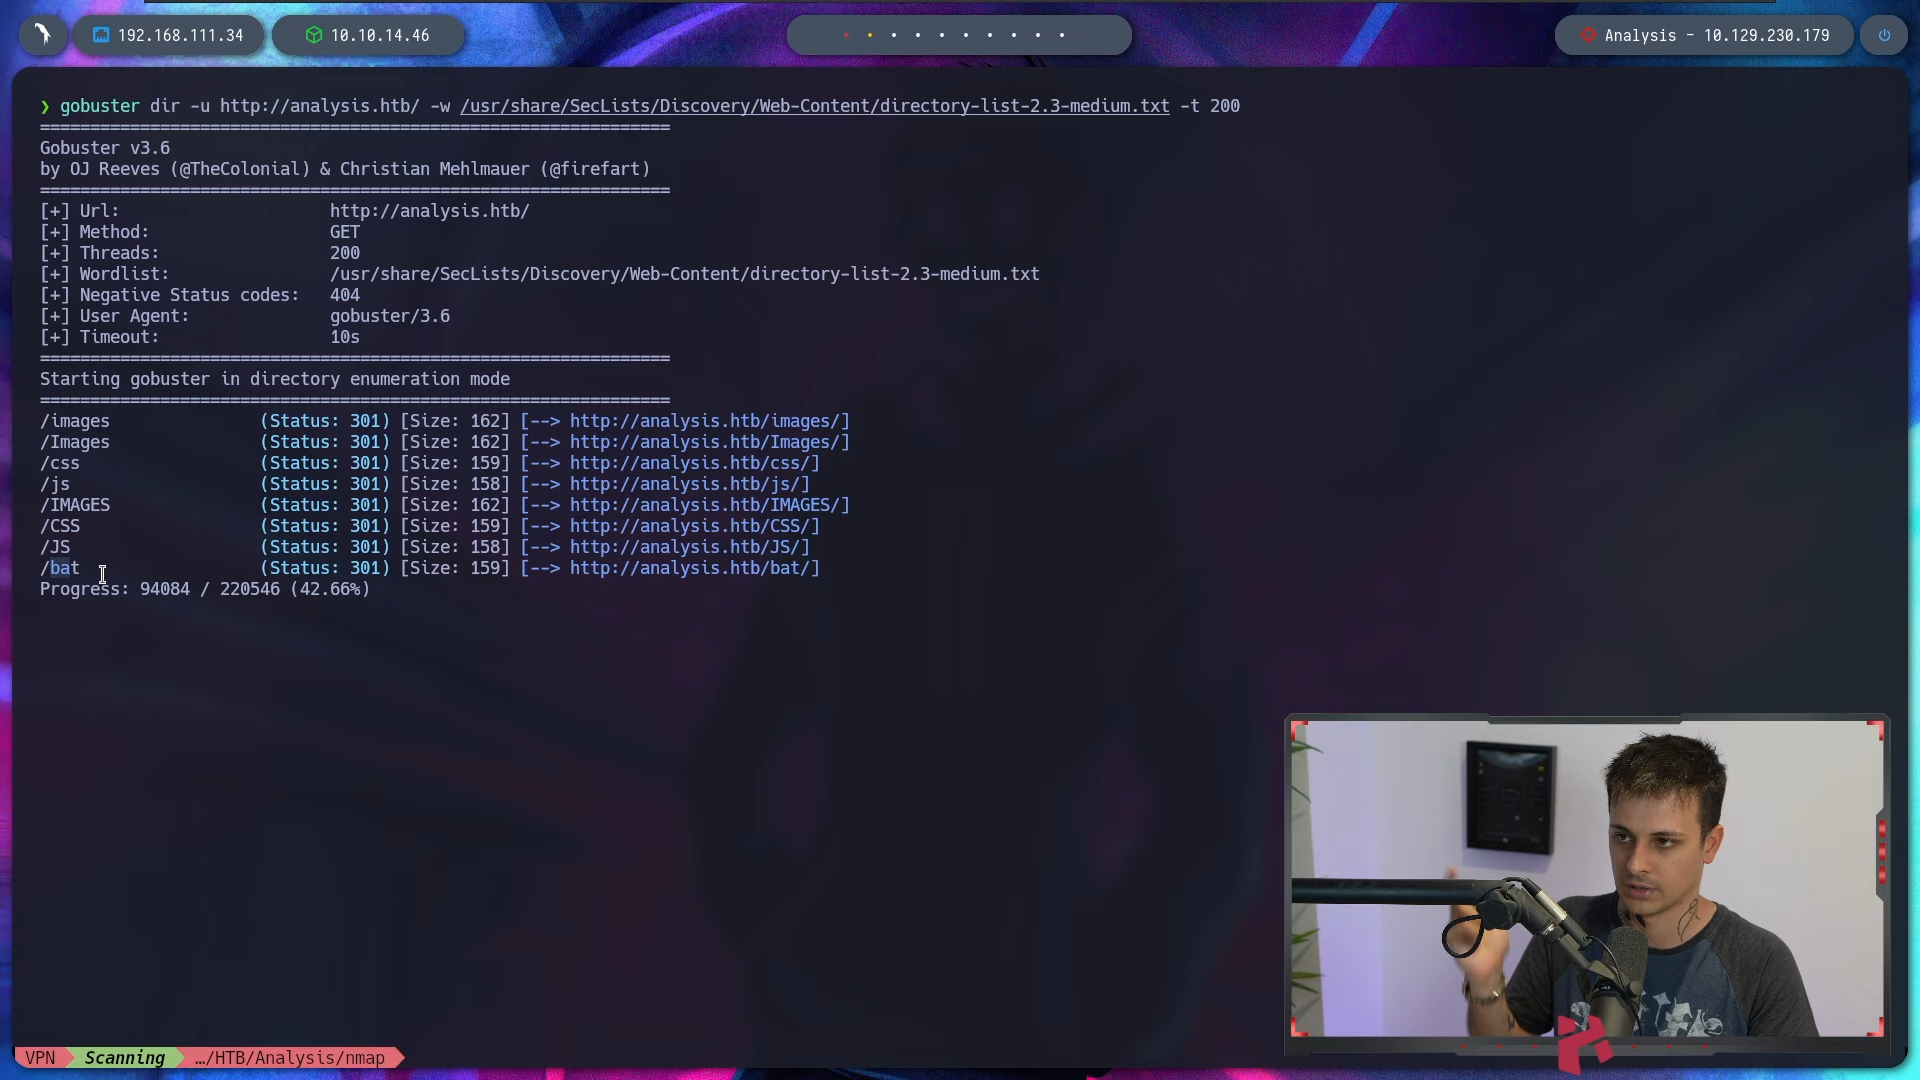 192.168.111.34
10.10.14.46
Analysis - 10.129.230.179
❯ gobuster dir -u http://analysis.htb/ -w /usr/share/SecLists/Discovery/Web-Content/directory-list-2.3-medium.txt -t 200
===============================================================
Gobuster v3.6
by OJ Reeves (@TheColonial) & Christian Mehlmauer (@firefart)
===============================================================
[+] Url:                     http://analysis.htb/
[+] Method:                  GET
[+] Threads:                 200
[+] Wordlist:                /usr/share/SecLists/Discovery/Web-Content/directory-list-2.3-medium.txt
[+] Negative Status codes:   404
[+] User Agent:              gobuster/3.6
[+] Timeout:                 10s
===============================================================
Starting gobuster in directory enumeration mode
===============================================================
/images               (Status: 301) [Size: 162] [--> http://analysis.htb/images/]
/Images               (Status: 301) [Size: 162] [--> http://analysis.htb/Images/]
/css                  (Status: 301) [Size: 159] [--> http://analysis.htb/css/]
/js                   (Status: 301) [Size: 158] [--> http://analysis.htb/js/]
/IMAGES               (Status: 301) [Size: 162] [--> http://analysis.htb/IMAGES/]
/CSS                  (Status: 301) [Size: 159] [--> http://analysis.htb/CSS/]
/JS                   (Status: 301) [Size: 158] [--> http://analysis.htb/JS/]
/bat                  (Status: 301) [Size: 159] [--> http://analysis.htb/bat/]
Progress: 94084 / 220546 (42.66%)
VPN Scanning …/HTB/Analysis/nmap